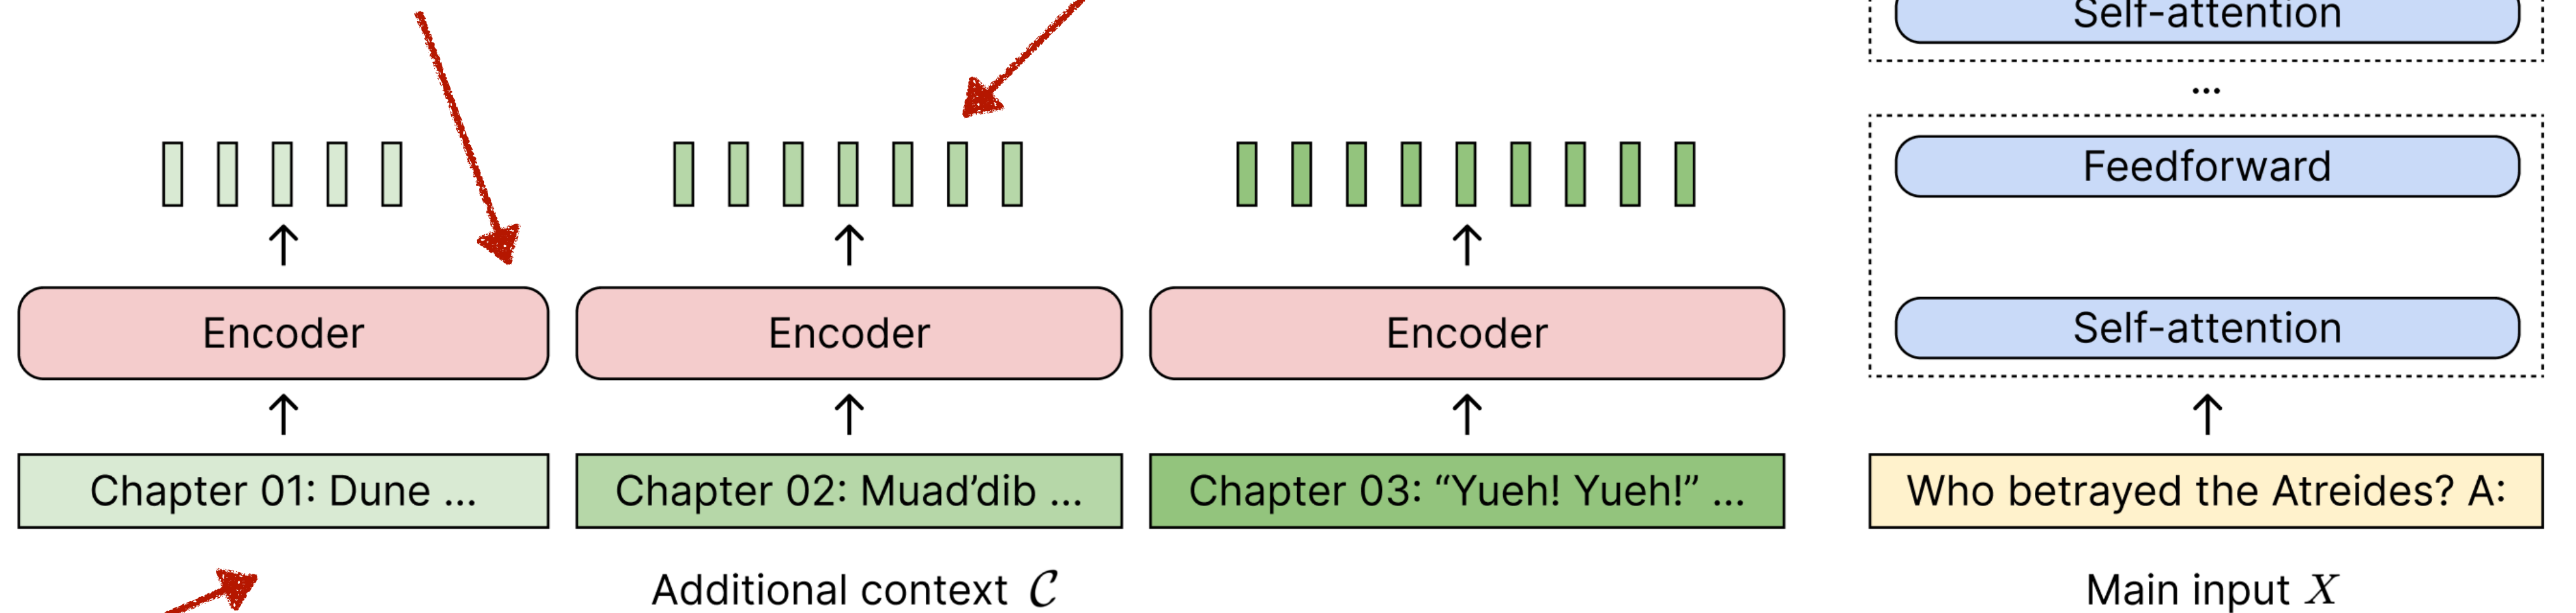 Self-attention
...
Feedforward
Encoder
Encoder
Encoder
Self-attention
Chapter 01: Dune ...
Chapter 02: Muad’dib ...
Chapter 03: “Yueh! Yueh!” ...
Who betrayed the Atreides? A:
Additional context C
Main input X